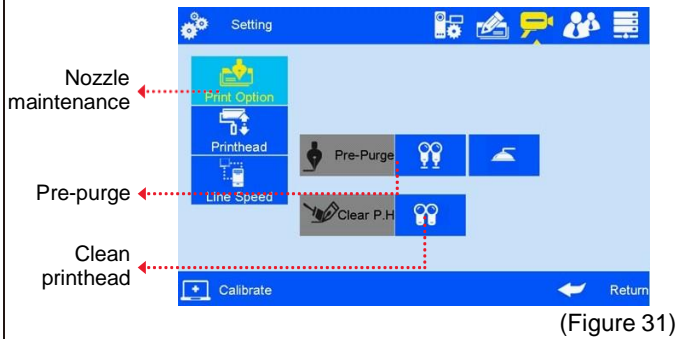 Setting
Nozzle
maintenance
Print Option
Printhead
Pre-Purge
Pre-purge
Line Speed
Clear P.H
Clean
printhead
Calibrate
Return
(Figure 31)